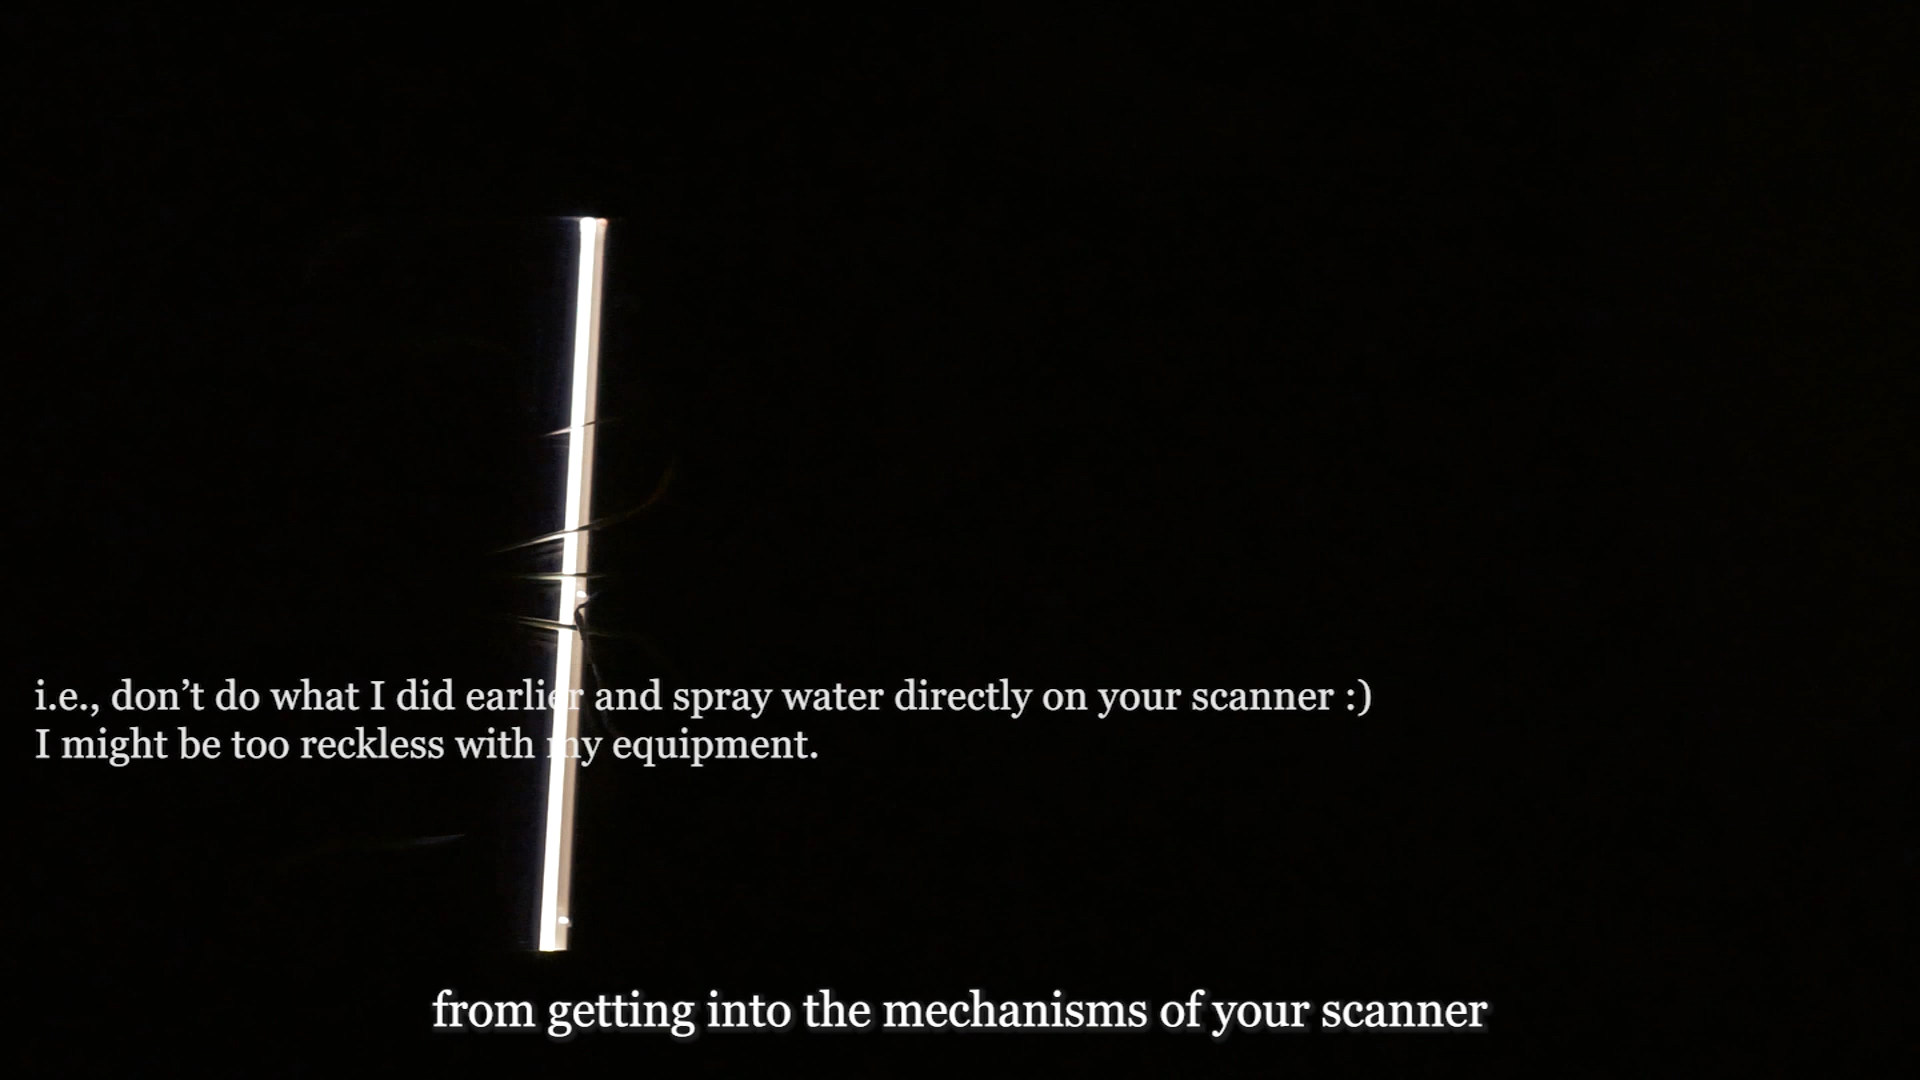 i.e., don’t do what I did earlier and spray water directly on your scanner :)
I might be too reckless with my equipment.
from getting into the mechanisms of your scanner